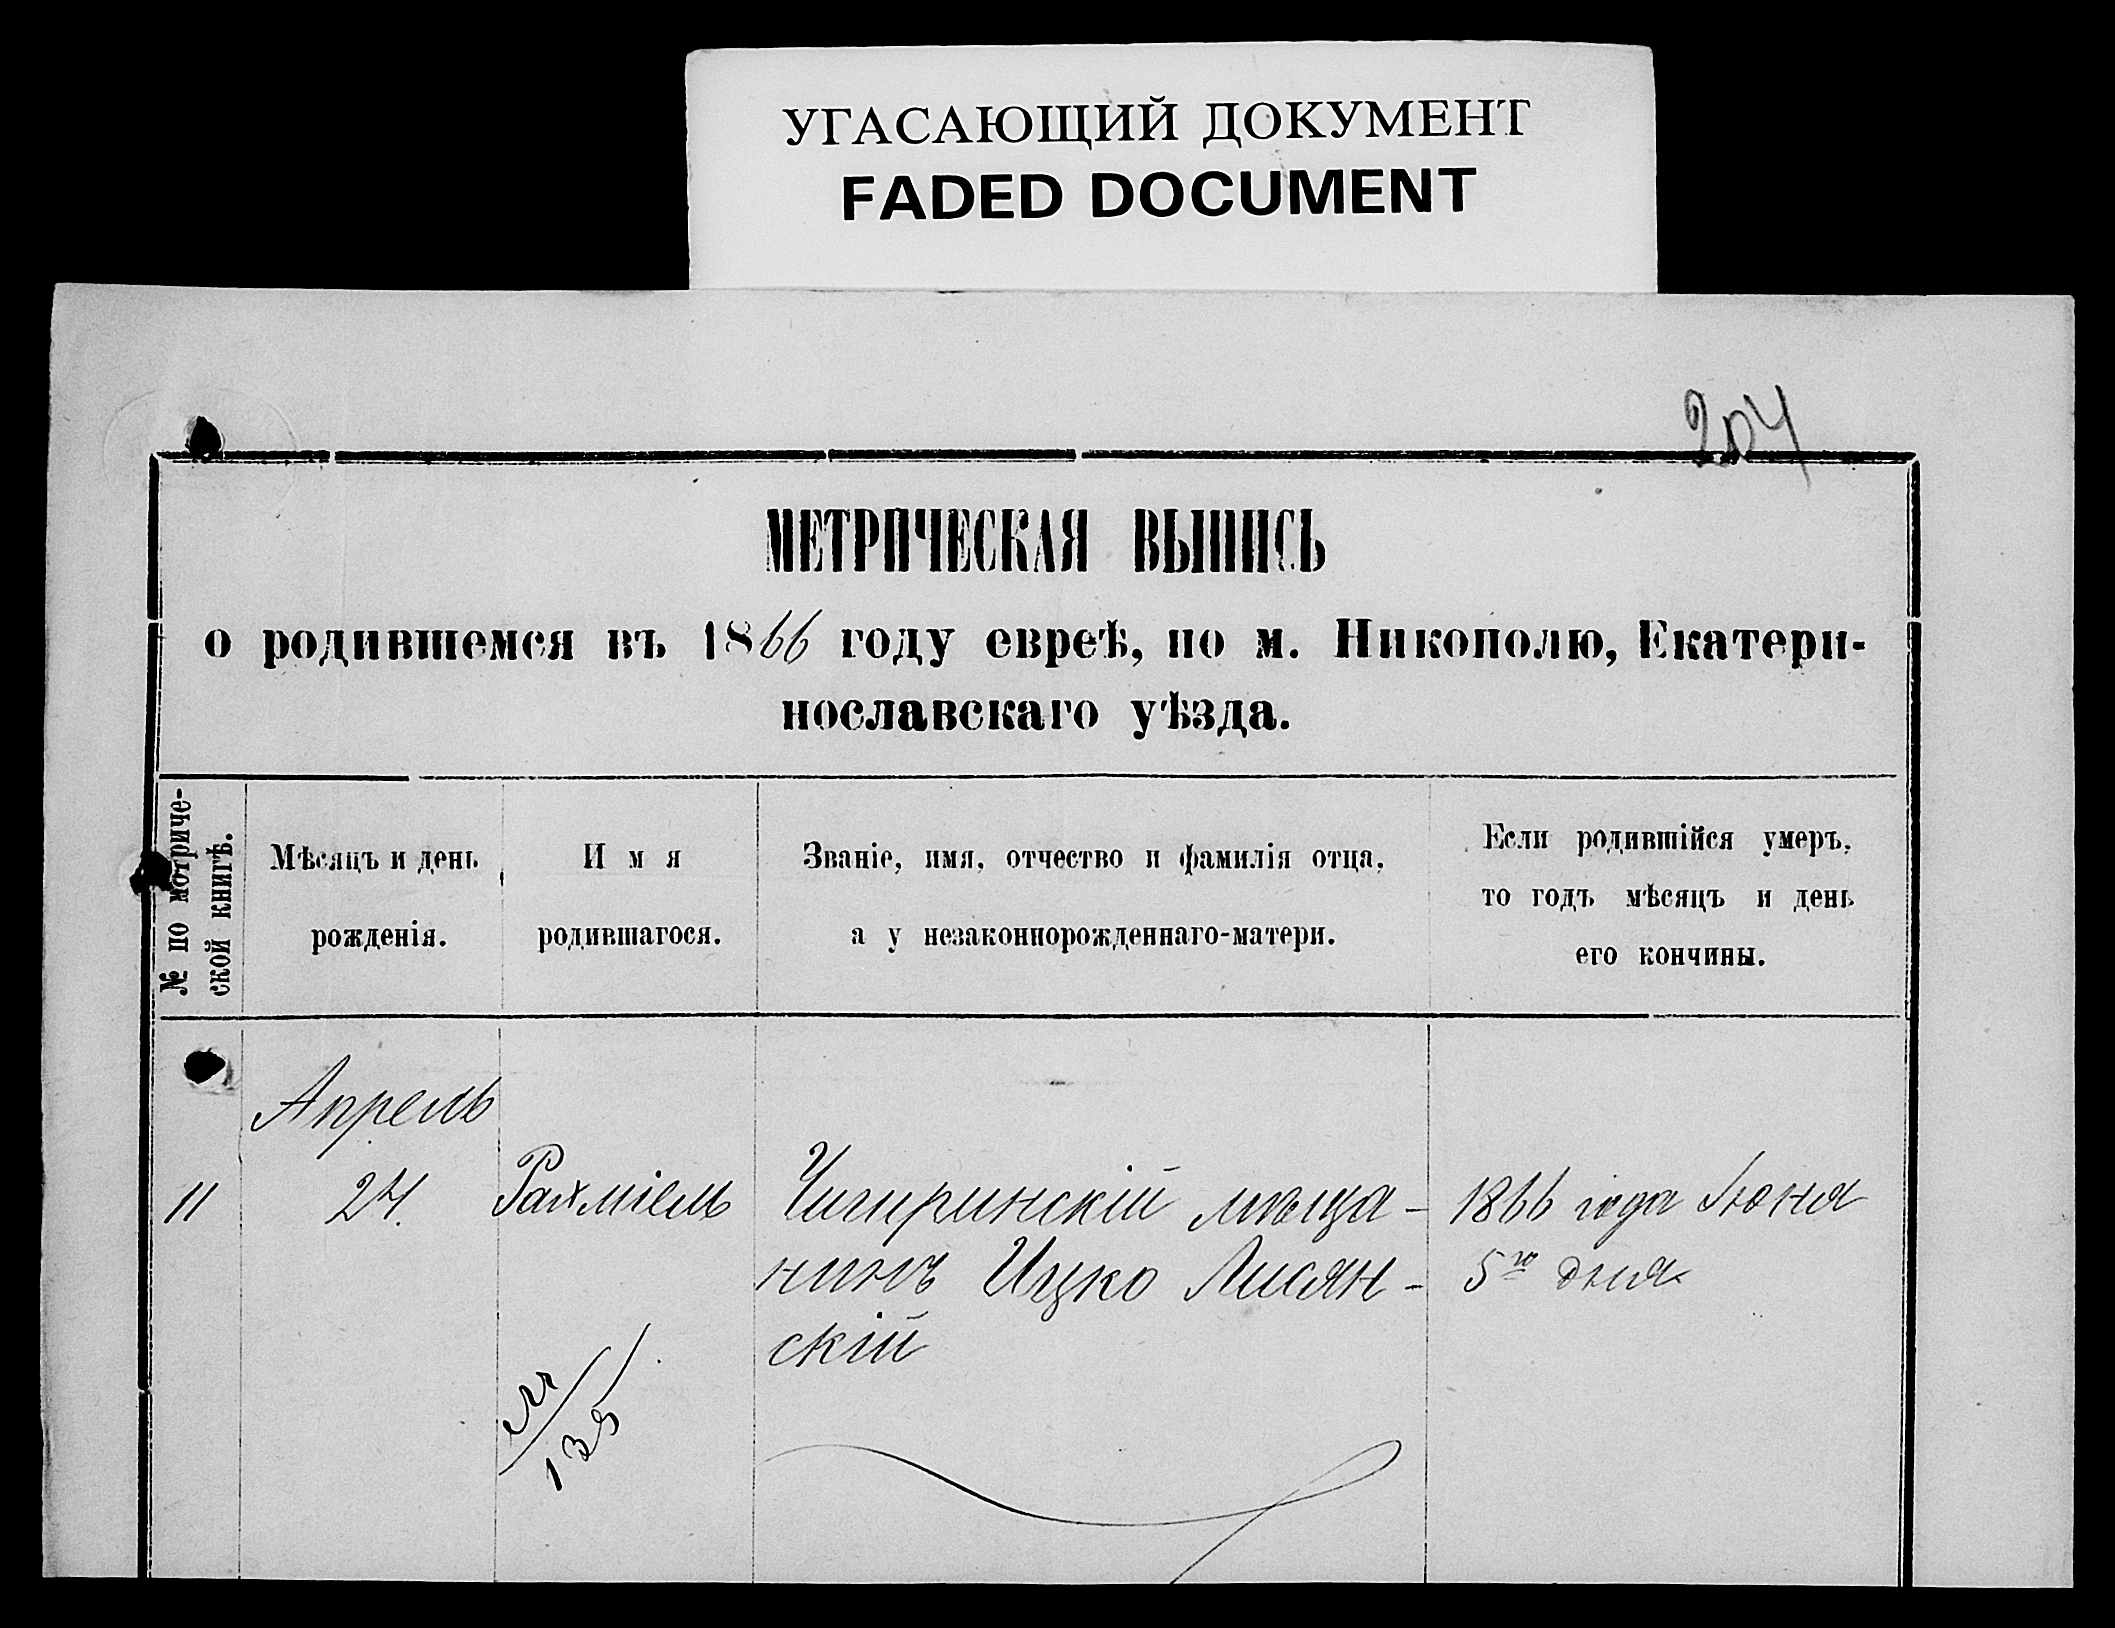 УГАСАЮЩИЙ ДОКУМЕНТ
FADED DOCUMENT
204
МЕТРИЧЕСКАЯ ВЫПИСЬ
о родившемся въ 1866 году евреѣ, по м. Никополю, Екатери-
нославскаго уѣзда.
№ по метриче-
ской книгѣ.
Мѣсяцъ и день
рожденія.
Имя
родившагося.
Званіе, имя, отчество и фамилія отца,
а у незаконнорожденнаго-матери.
Если родившійся умеръ,
то годъ мѣсяцъ и день
его кончины.
Апрель
11
24.
Рахміель
Чигиринскій мѣща-
нинъ Ицко Лисян-
скій
1866 года Іюня
5го дня
135